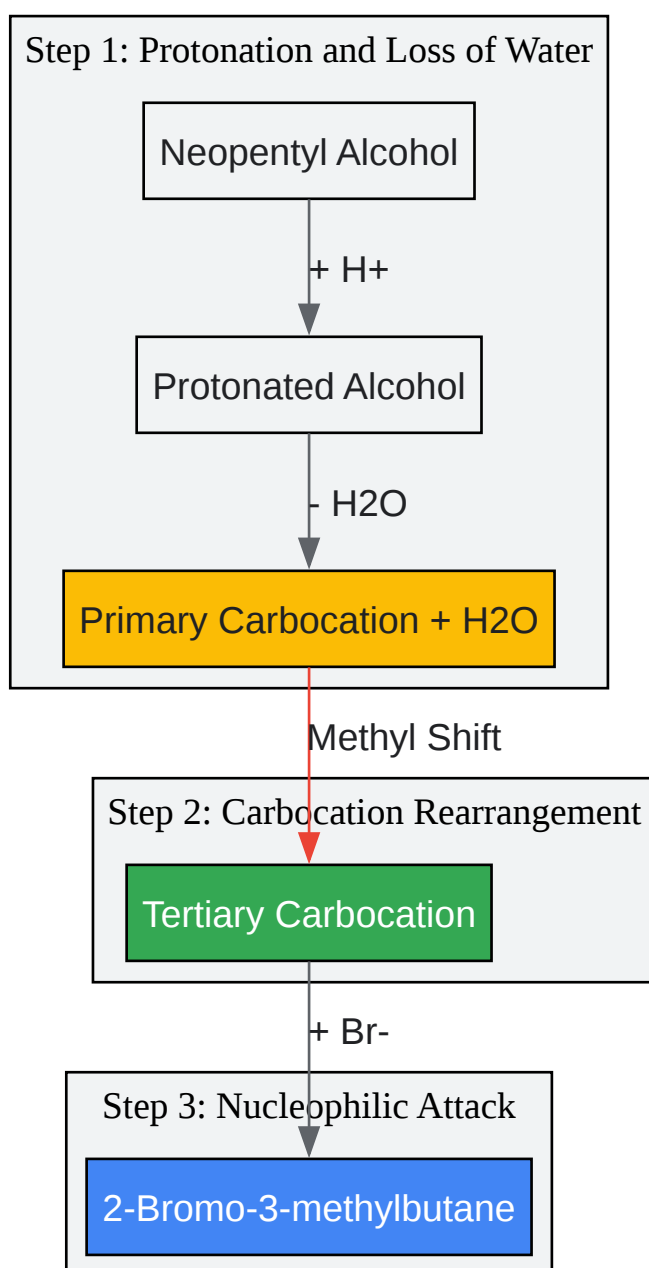 Step 1: Protonation and Loss of Water
Neopentyl Alcohol
+ H+
Protonated Alcohol
- H2O
Primary Carbocation + H2O
Methyl Shift
Step 2: Carbocation Rearrangement
Tertiary Carbocation
+ Br-
Step 3: Nucleophilic Attack
2-Bromo-3-methylbutane